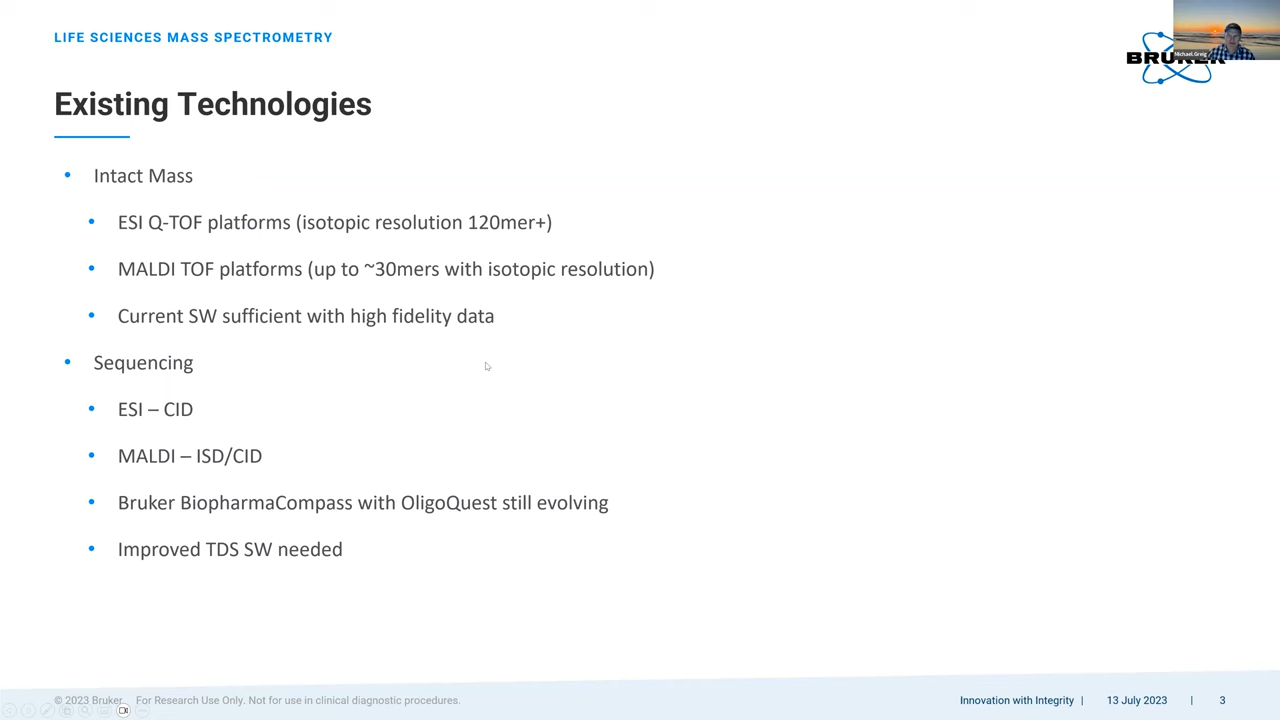 LIFE SCIENCES MASS SPECTROMETRY
Michael.Greig
BRUKER
Existing Technologies
• Intact Mass
• ESI Q-TOF platforms (isotopic resolution 120mer+)
• MALDI TOF platforms (up to ~30mers with isotopic resolution)
• Current SW sufficient with high fidelity data
• Sequencing
• ESI – CID
• MALDI – ISD/CID
• Bruker BiopharmaCompass with OligoQuest still evolving
• Improved TDS SW needed
© 2023 Bruker. For Research Use Only. Not for use in clinical diagnostic procedures.
Innovation with Integrity | 13 July 2023 | 3